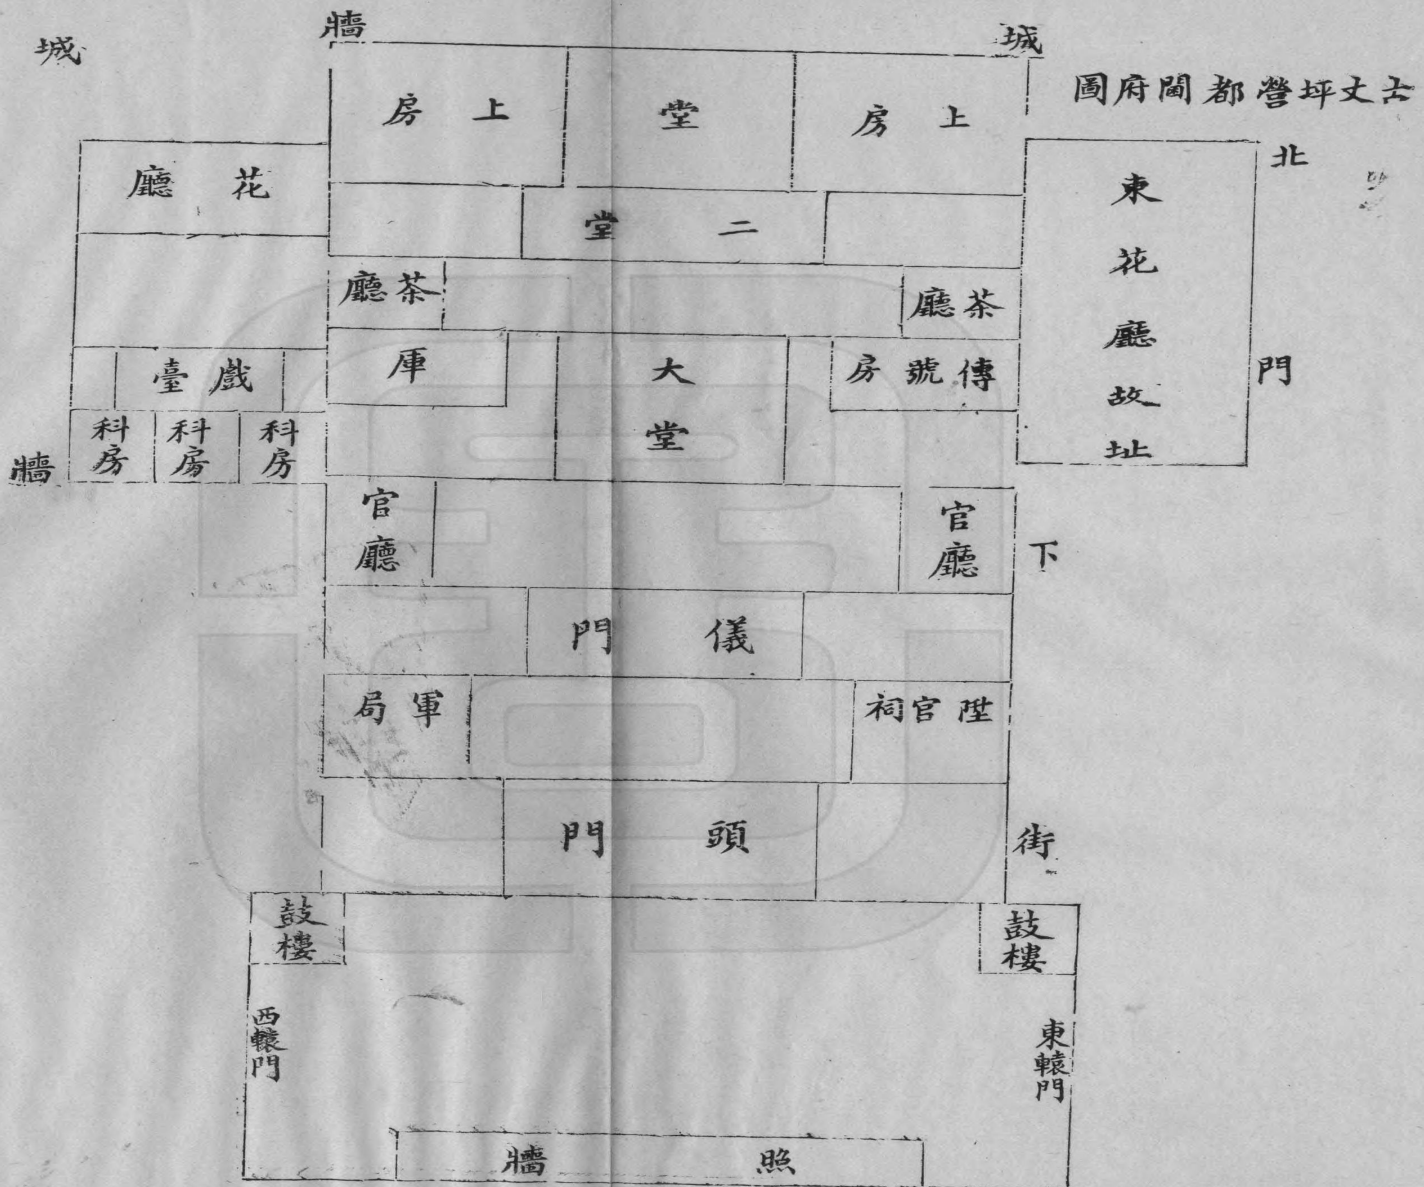 古丈坪營都閫府圖
城
牆
城
牆
北
門
下
街
東花廳故址
上房
堂
上房
花廳
二堂
茶廳
茶廳
傳號房
大堂
庫
戲臺
科房
科房
科房
官廳
官廳
儀門
陞官祠
軍局
頭門
鼓樓
鼓樓
東轅門
西轅門
照牆